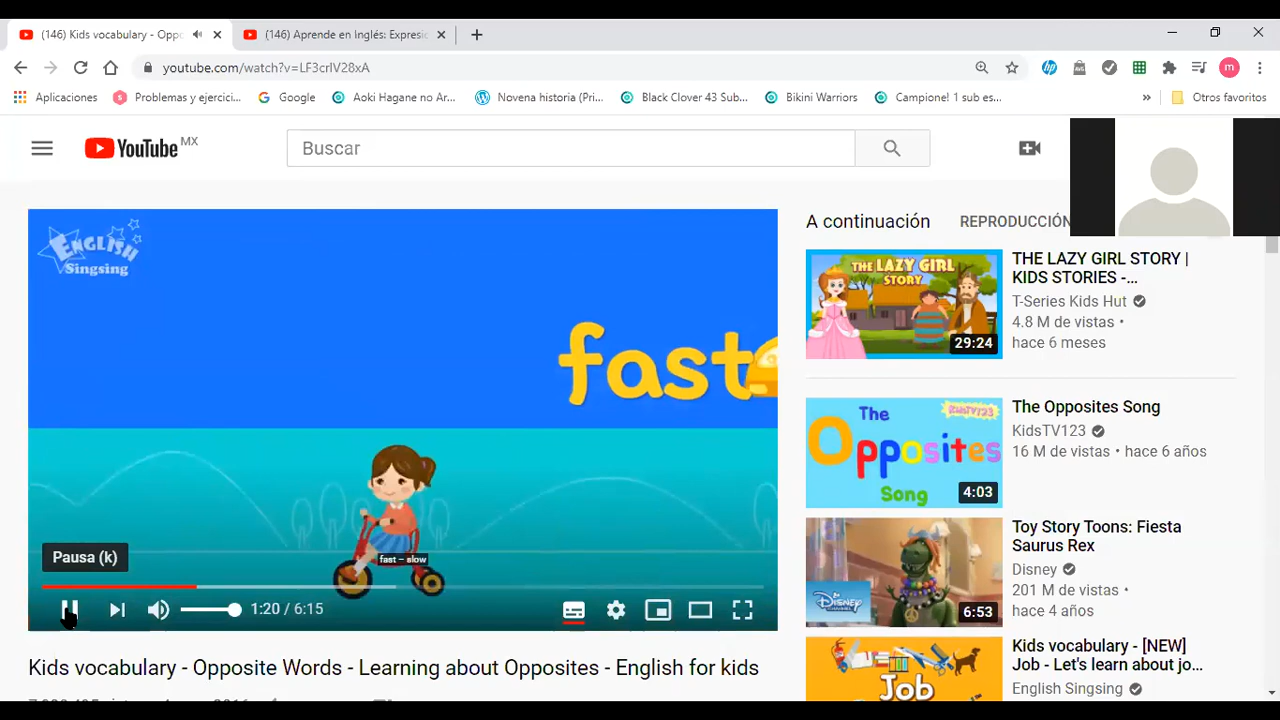 (146) Kids vocabulary - Oppo
(146) Aprende en Inglés: Expresic
youtube.com/watch?v=LF3crlV28xA
Aplicaciones
Problemas y ejercici...
Google
Aoki Hagane no Ar...
Novena historia (Pri...
Black Clover 43 Sub...
Bikini Warriors
Campione! 1 sub es...
»
Otros favoritos
YouTube MX
Buscar
ENGLISH
Singsing
fast
fast – slow
Pausa (k)
1:20 / 6:15
Kids vocabulary - Opposite Words - Learning about Opposites - English for kids
A continuación
REPRODUCCIÓN
THE LAZY GIRL
STORY
29:24
THE LAZY GIRL STORY |
KIDS STORIES -...
T-Series Kids Hut
4.8 M de vistas •
hace 6 meses
The
KidsTV123
Opposites
Song
4:03
The Opposites Song
KidsTV123
16 M de vistas • hace 6 años
Disney
6:53
Toy Story Toons: Fiesta
Saurus Rex
Disney
201 M de vistas •
hace 4 años
Job
Kids vocabulary - [NEW]
Job - Let's learn about jo...
English Singsing